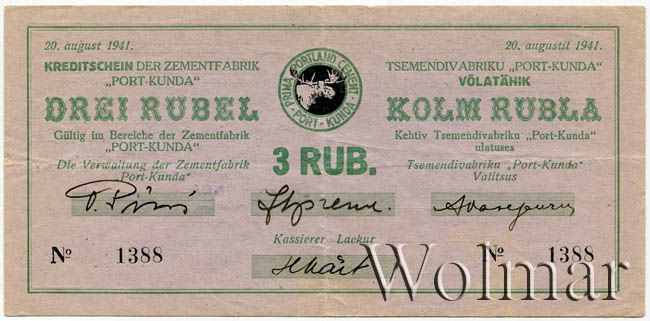 20. august 1941.
KREDITSCHEIN DER ZEMENTFABRIK
„PORT-KUNDA"
DREI RUBEL
Gültig im Bereiche der Zementfabrik
„PORT-KUNDA"
Die Verwaltung der Zementfabrik
„Port-Kunda"
PRIMA PORTLAND CEMENT
PORT-KUNDA
3 RUB.
20. augustil 1941.
TSEMENDIVABRIKU „PORT-KUNDA"
VÕLATÄHIK
KOLM RUBLA
Kehtiv Tsemendivabriku „Port-Kunda"
ulatuses
Tsemendivabriku „Port-Kunda"
Valitsus
Kassierer Laekur
№ 1388
№ 1388
Wolmar